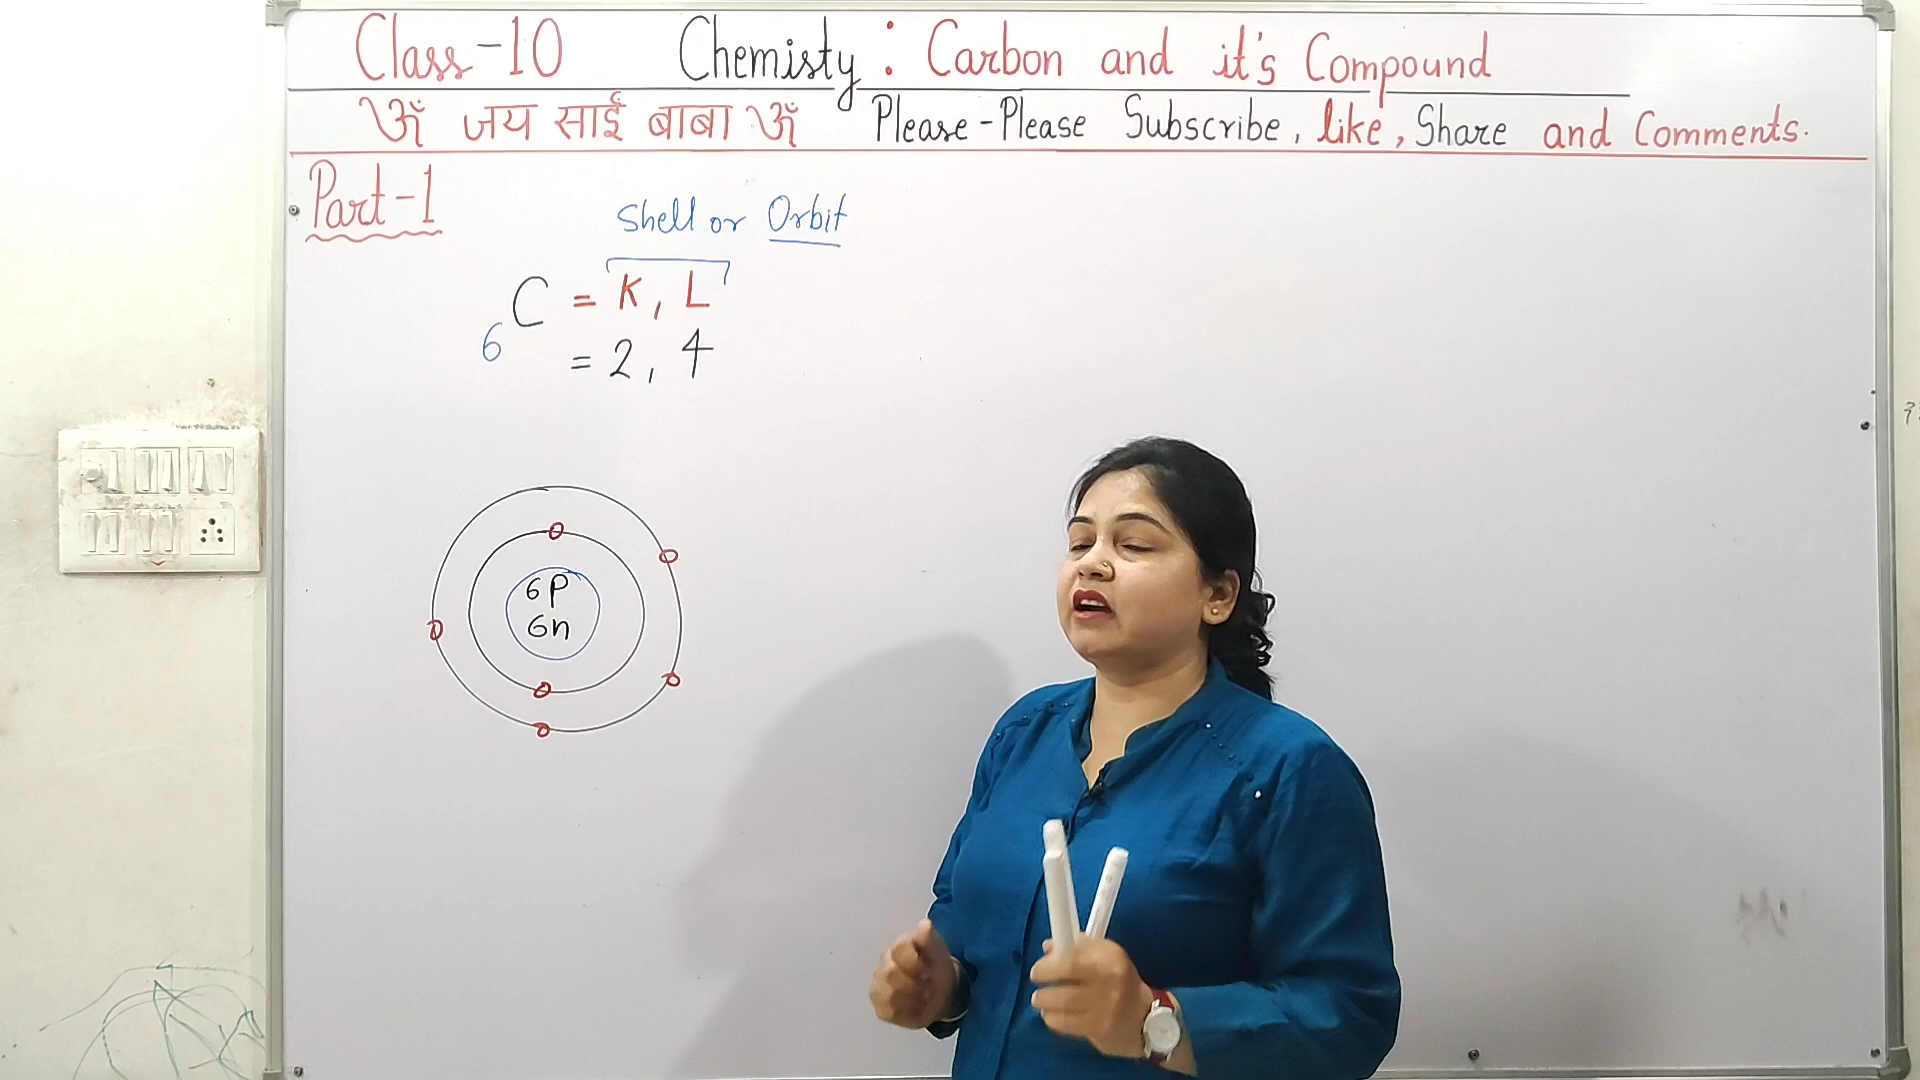 Class-10 Chemisty : Carbon and it's Compound
ॐ जय साईं बाबा ॐ Please-Please Subscribe, like, Share and Comments.
Part-1
Shell or Orbit
6C = K, L
= 2, 4
6P
6n